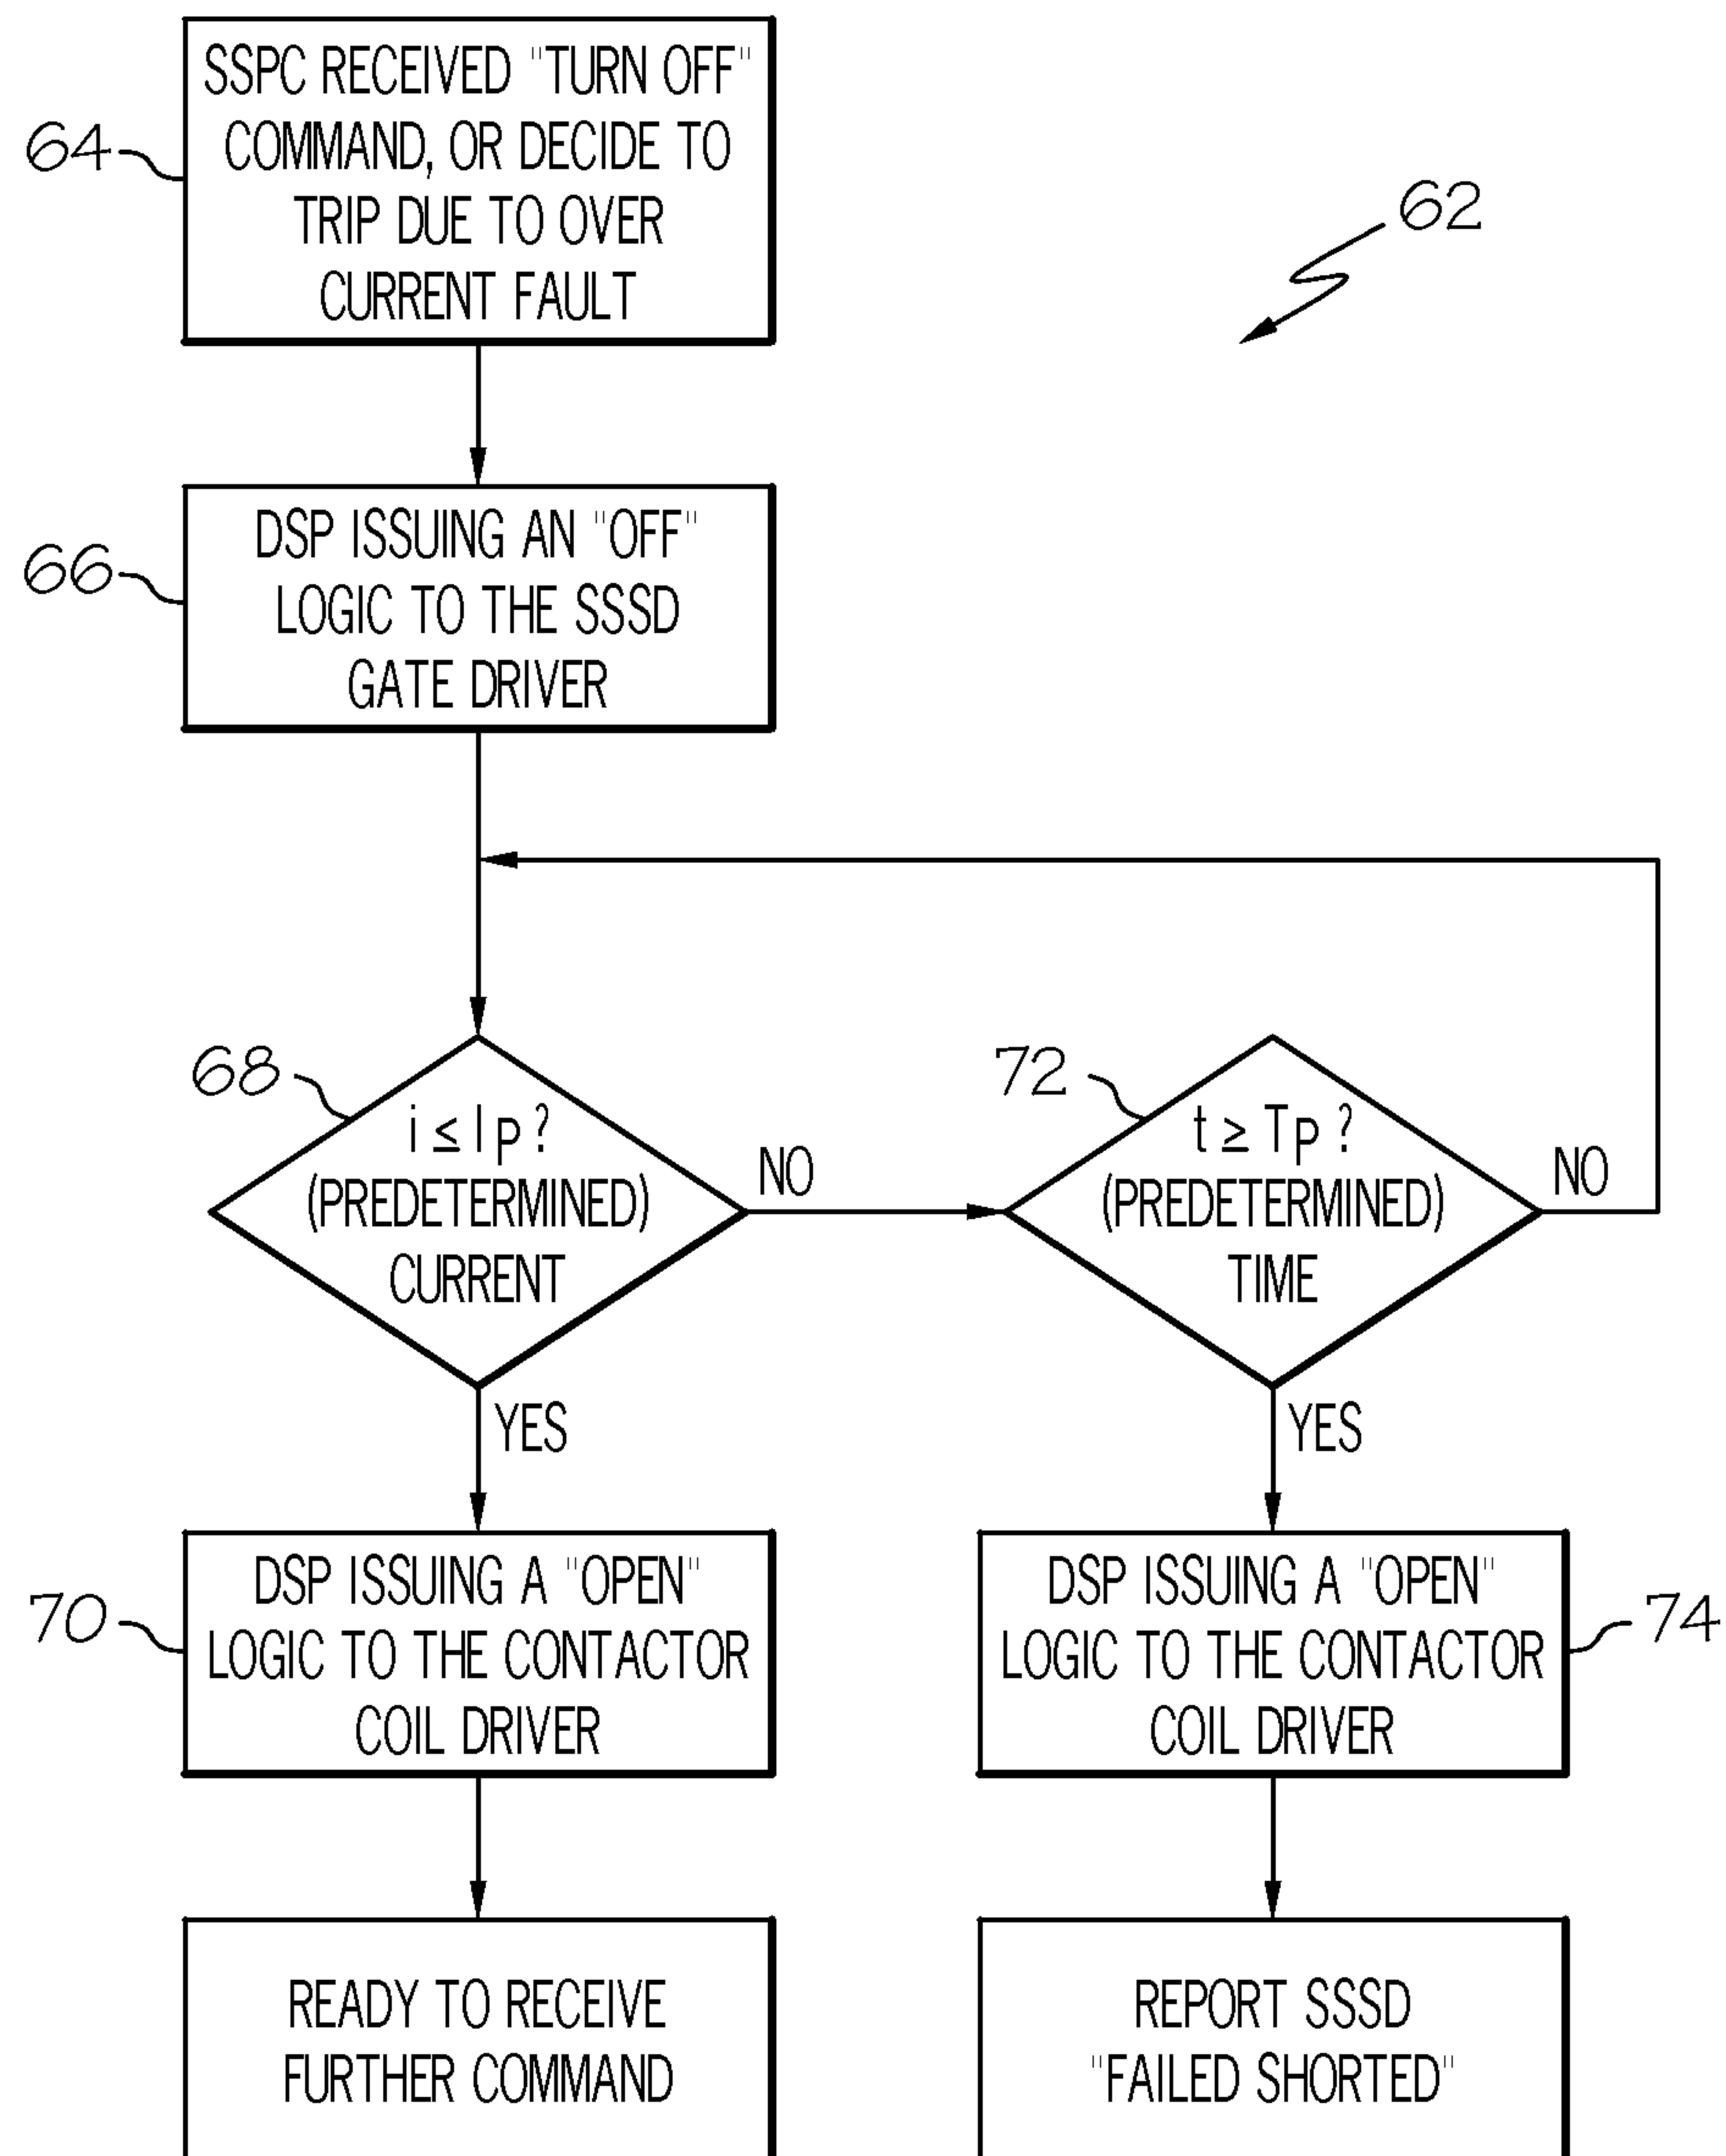 SSPC RECEIVED "TURN OFF"
COMMAND, OR DECIDE TO
TRIP DUE TO OVER
CURRENT FAULT
64
62
DSP ISSUING AN "OFF"
LOGIC TO THE SSSD
GATE DRIVER
66
68
i ≤ Ip?
(PREDETERMINED)
CURRENT
NO
YES
72
t ≥ Tp?
(PREDETERMINED)
TIME
NO
YES
70
DSP ISSUING A "OPEN"
LOGIC TO THE CONTACTOR
COIL DRIVER
DSP ISSUING A "OPEN"
LOGIC TO THE CONTACTOR
COIL DRIVER
74
READY TO RECEIVE
FURTHER COMMAND
REPORT SSSD
"FAILED SHORTED"